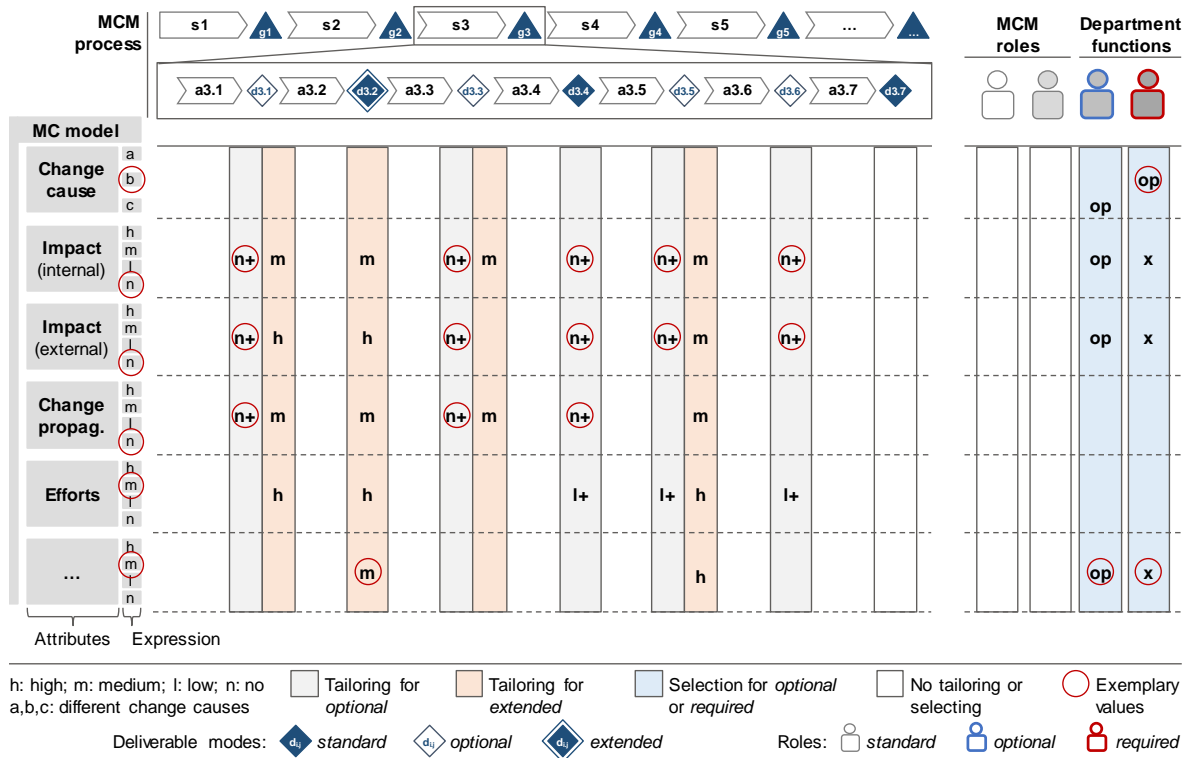 MCM process
s1 g1 s2 g2 s3 g3 s4 g4 s5 g5 ... ...
MCM roles
Department functions
a3.1 d3.1 a3.2 d3.2 a3.3 d3.3 a3.4 d3.4 a3.5 d3.5 a3.6 d3.6 a3.7 d3.7
MC model
Change cause
a
b op
c op
Impact (internal)
h
m n+ m m n+ m n+ n+ m n+ op x
l
n
Impact (external)
h
m n+ h h n+ n+ n+ m n+ op x
l
n
Change propag.
h
m n+ m m n+ m n+ m
l
n
Efforts
h
m h h l+ l+ h l+
l
n
...
h
m m h op x
l
n
Attributes Expression
h: high; m: medium; l: low; n: no
a,b,c: different change causes
Tailoring for optional
Tailoring for extended
Selection for optional or required
No tailoring or selecting
Exemplary values
Deliverable modes: di,j standard di,j optional di,j extended Roles: standard optional required